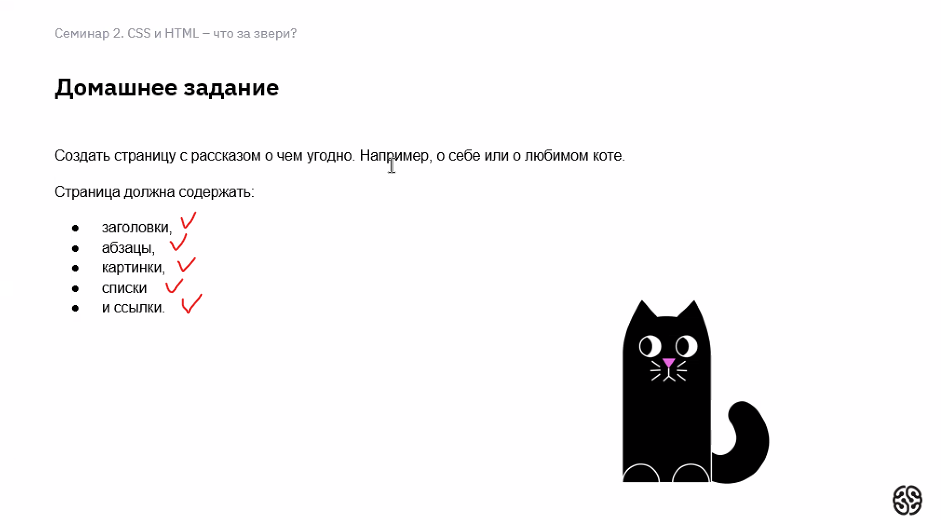 Семинар 2. CSS и HTML – что за звери?
Домашнее задание
Создать страницу с рассказом о чем угодно. Например, о себе или о любимом коте.
Страница должна содержать:
● заголовки,
● абзацы,
● картинки,
● списки
● и ссылки.